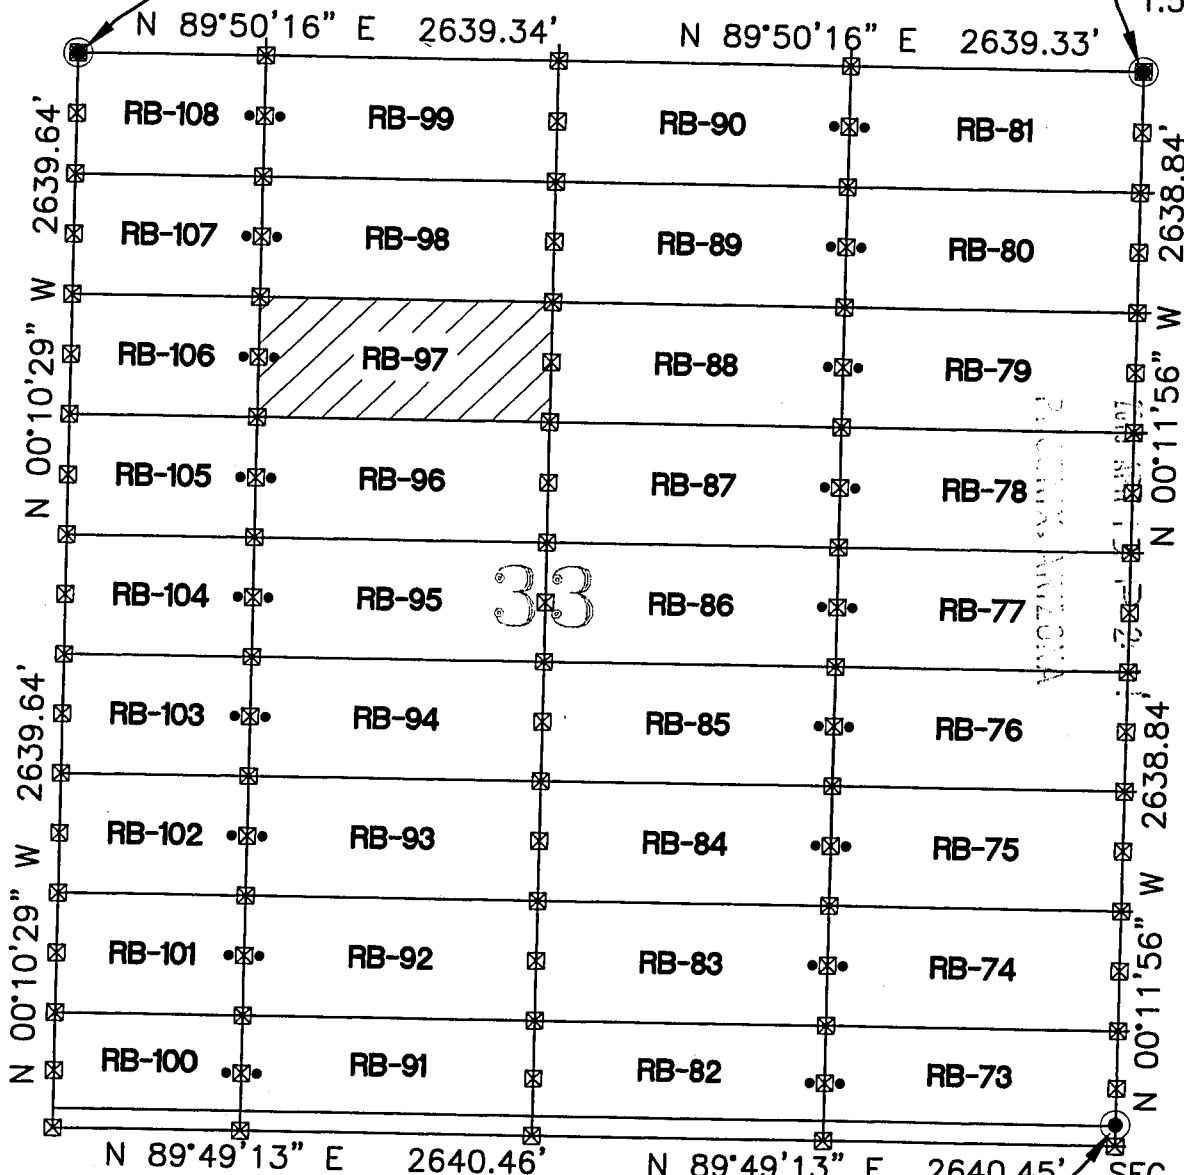 1.5
N 89°50'16" E 2639.34' N 89°50'16" E 2639.33'
RB-108 RB-99 RB-90 RB-81
RB-107 RB-98 RB-89 RB-80
RB-106 RB-97 RB-88 RB-79
RB-105 RB-96 RB-87 RB-78
RB-104 RB-95 33 RB-86 RB-77
RB-103 RB-94 RB-85 RB-76
RB-102 RB-93 RB-84 RB-75
RB-101 RB-92 RB-83 RB-74
RB-100 RB-91 RB-82 RB-73
N 00°10'29" W 2639.64'
N 00°10'29" W 2639.64'
N 00°11'56" W 2638.84'
N 00°11'56" W 2638.84'
N 89°49'13" E 2640.46' N 89°49'13" E 2640.45' SEC